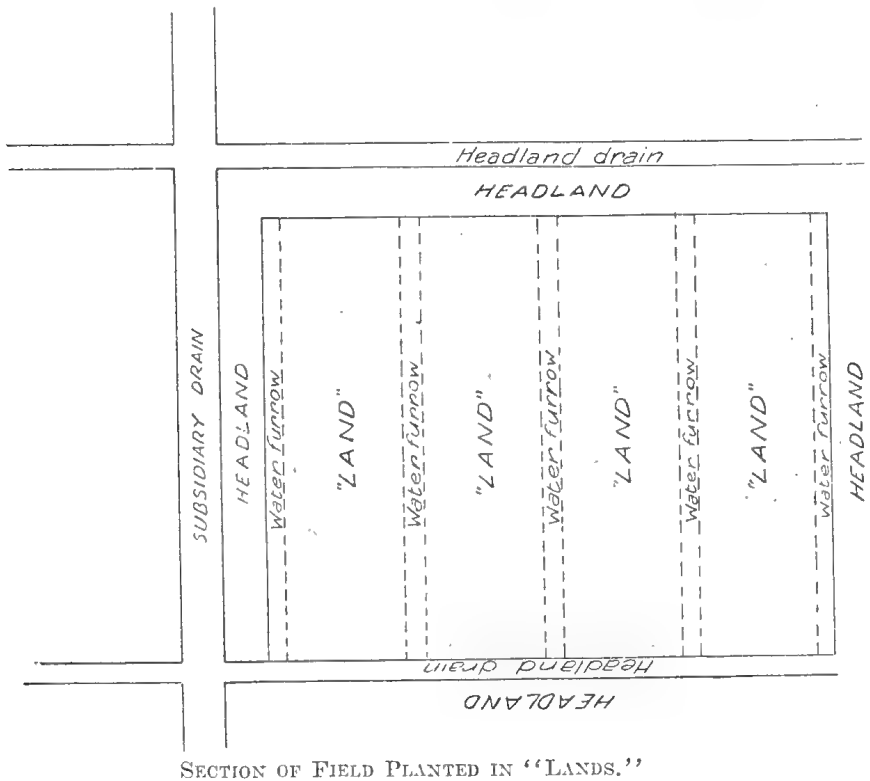 Headland drain
HEADLAND
SUBSIDIARY DRAIN
HEADLAND
Water furrow
"LAND"
Water furrow
"LAND"
Water furrow
"LAND"
Water furrow
"LAND"
Water furrow
HEADLAND
Headland drain
HEADLAND
SECTION OF FIELD PLANTED IN "LANDS."